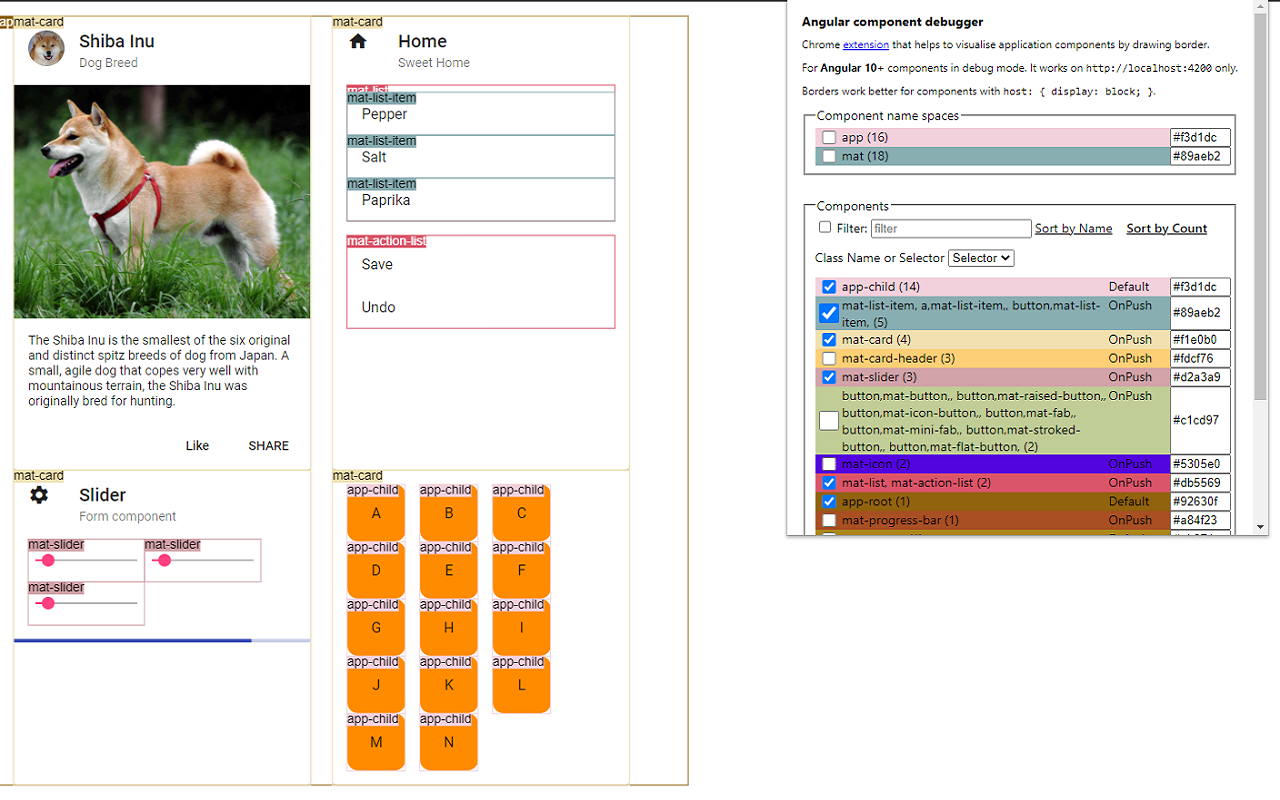 ap
mat-card
Shiba Inu
Dog Breed
The Shiba Inu is the smallest of the six original
and distinct spitz breeds of dog from Japan. A
small, agile dog that copes very well with
mountainous terrain, the Shiba Inu was
originally bred for hunting.
Like SHARE
mat-card
Home
Sweet Home
mat-list
mat-list-item
Pepper
mat-list-item
Salt
mat-list-item
Paprika
mat-action-list
Save
Undo
mat-card
Slider
Form component
mat-slider mat-slider
mat-slider
mat-card
app-child app-child app-child
A B C
app-child app-child app-child
D E F
app-child app-child app-child
G H I
app-child app-child app-child
J K L
app-child app-child
M N
Angular component debugger
Chrome extension that helps to visualise application components by drawing border.
For Angular 10+ components in debug mode. It works on http://localhost:4200 only.
Borders work better for components with host: { display: block; }.
Component name spaces
app (16) #f3d1dc
mat (18) #89aeb2
Components
Filter: filter Sort by Name Sort by Count
Class Name or Selector Selector
app-child (14) Default #f3d1dc
mat-list-item, a,mat-list-item,, button,mat-list- OnPush
item, (5) #89aeb2
mat-card (4) OnPush #f1e0b0
mat-card-header (3) OnPush #fdcf76
mat-slider (3) OnPush #d2a3a9
button,mat-button,, button,mat-raised-button,, OnPush
button,mat-icon-button,, button,mat-fab,,
button,mat-mini-fab,, button,mat-stroked-
button,, button,mat-flat-button, (2) #c1cd97
mat-icon (2) OnPush #5305e0
mat-list, mat-action-list (2) OnPush #db5569
app-root (1) Default #92630f
mat-progress-bar (1) OnPush #a84f23